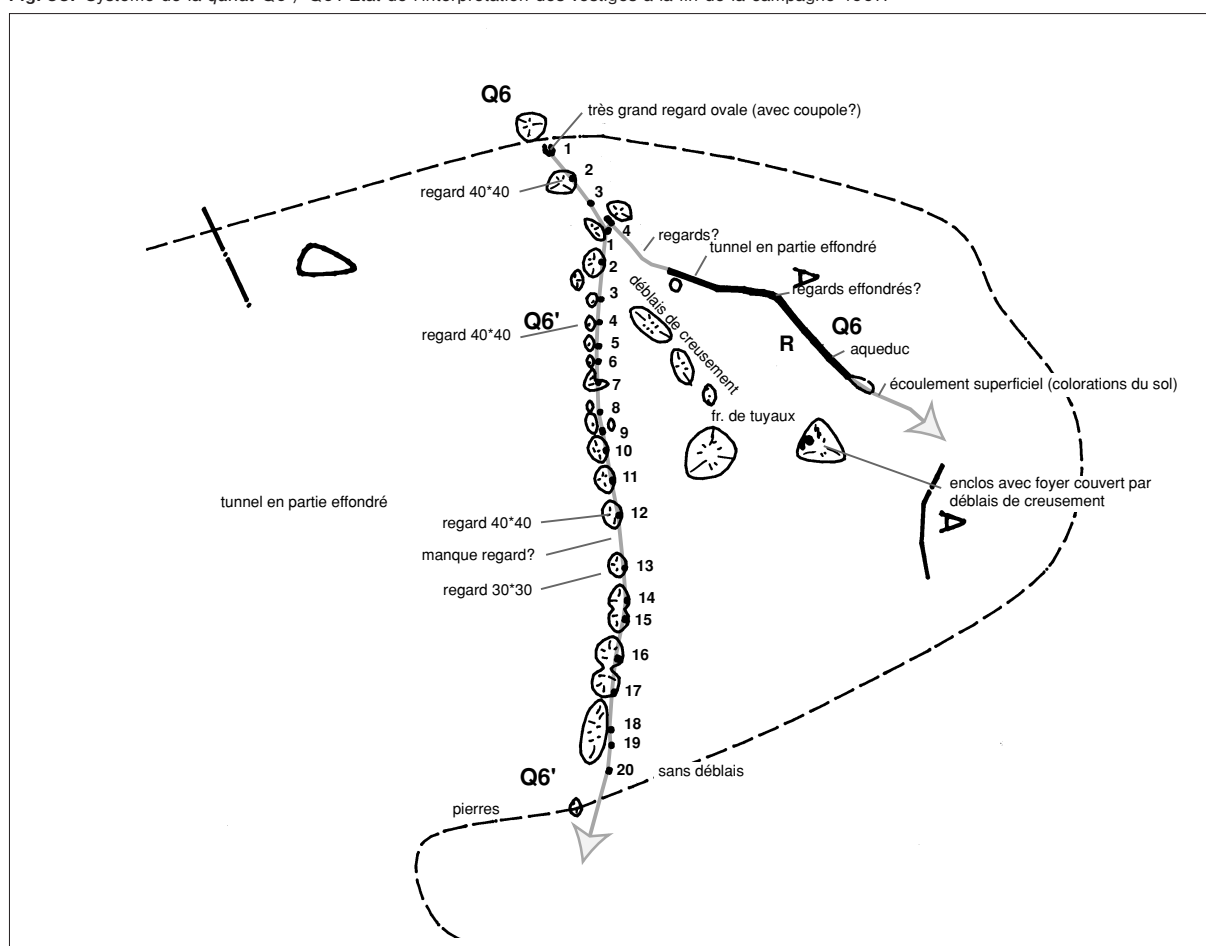 Q6
très grand regard ovale (avec coupole?)
1
2
regard 40*40
3
4
regards?
1
tunnel en partie effondré
2
déblais de creusement
A
regards effondrés?
3
Q6'
4
regard 40*40
Q6
R
5
aqueduc
6
7
écoulement superficiel (colorations du sol)
8
fr. de tuyaux
9
10
11
enclos avec foyer couvert par
déblais de creusement
tunnel en partie effondré
12
regard 40*40
A
manque regard?
13
regard 30*30
14
15
16
17
18
19
Q6'
20
sans déblais
pierres